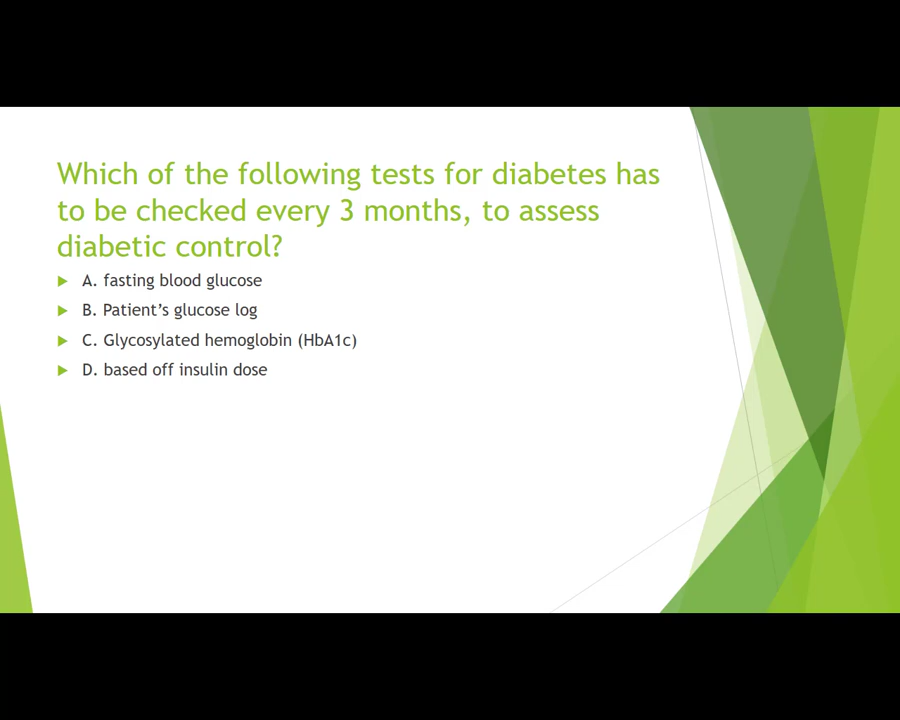 Which of the following tests for diabetes has
to be checked every 3 months, to assess
diabetic control?
A. fasting blood glucose
B. Patient’s glucose log
C. Glycosylated hemoglobin (HbA1c)
D. based off insulin dose